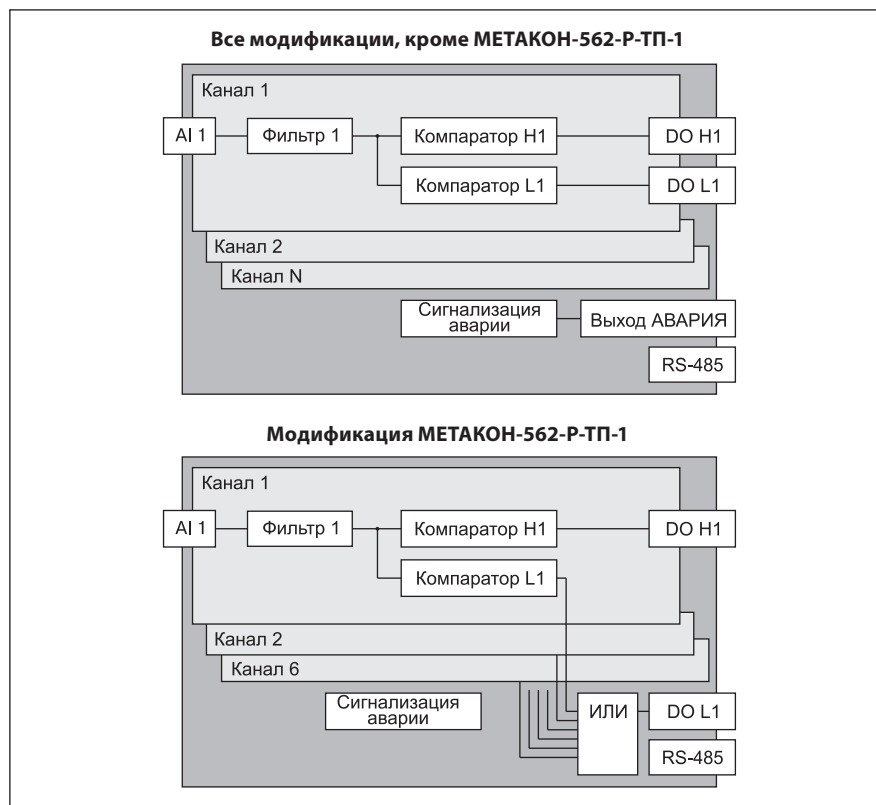 Все модификации, кроме МЕТАКОН-562-Р-ТП-1
Канал 1
AI 1
Фильтр 1
Компаратор H1
DO H1
Компаратор L1
DO L1
Канал 2
Канал N
Сигнализация
аварии
Выход АВАРИЯ
RS-485
Модификация МЕТАКОН-562-Р-ТП-1
Канал 1
AI 1
Фильтр 1
Компаратор H1
DO H1
Компаратор L1
Канал 2
Канал 6
Сигнализация
аварии
ИЛИ
DO L1
RS-485